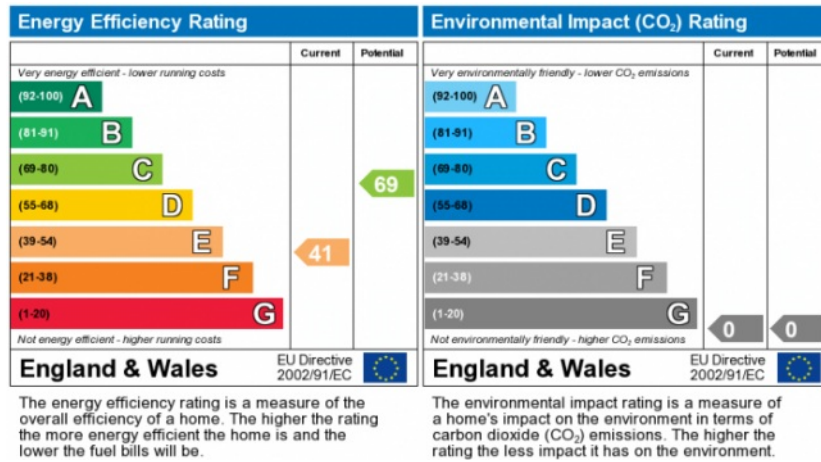 Energy Efficiency Rating
Current Potential
Very energy efficient - lower running costs
(92-100) A
(81-91) B
(69-80) C
69
(55-68) D
(39-54) E
41
(21-38) F
(1-20) G
Not energy efficient - higher running costs
England & Wales
EU Directive
2002/91/EC
The energy efficiency rating is a measure of the
overall efficiency of a home. The higher the rating
the more energy efficient the home is and the
lower the fuel bills will be.
Environmental Impact (CO₂) Rating
Current Potential
Very environmentally friendly - lower CO₂ emissions
(92-100) A
(81-91) B
(69-80) C
(55-68) D
(39-54) E
(21-38) F
(1-20) G
0 0
Not environmentally friendly - higher CO₂ emissions
England & Wales
EU Directive
2002/91/EC
The environmental impact rating is a measure of
a home's impact on the environment in terms of
carbon dioxide (CO₂) emissions. The higher the
rating the less impact it has on the environment.